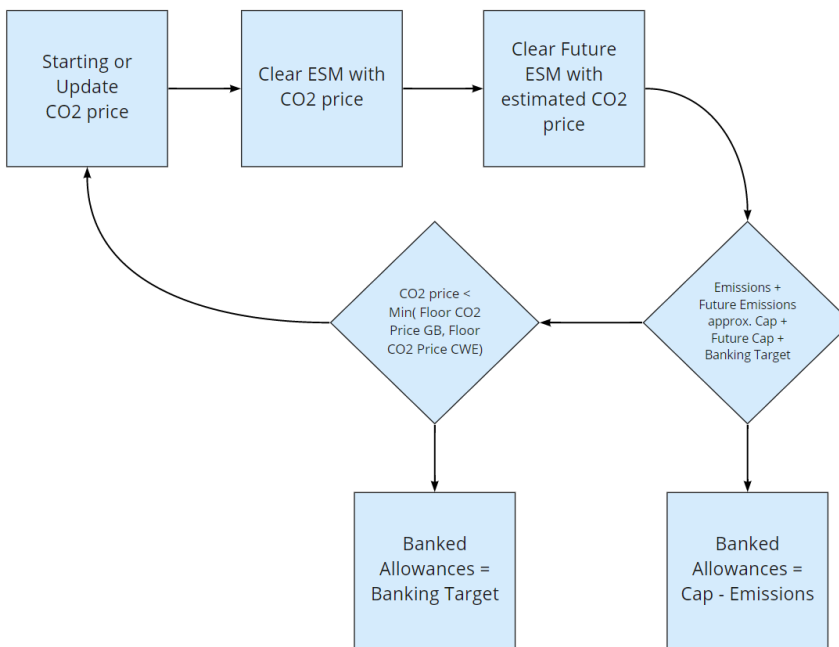 Starting or
Update
CO2 price
Clear ESM with
CO2 price
Clear Future
ESM with
estimated CO2
price
CO2 price <
Min( Floor CO2
Price GB, Floor
CO2 Price CWE)
Emissions +
Future Emissions
approx. Cap +
Future Cap +
Banking Target
Banked
Allowances =
Banking Target
Banked
Allowances =
Cap - Emissions